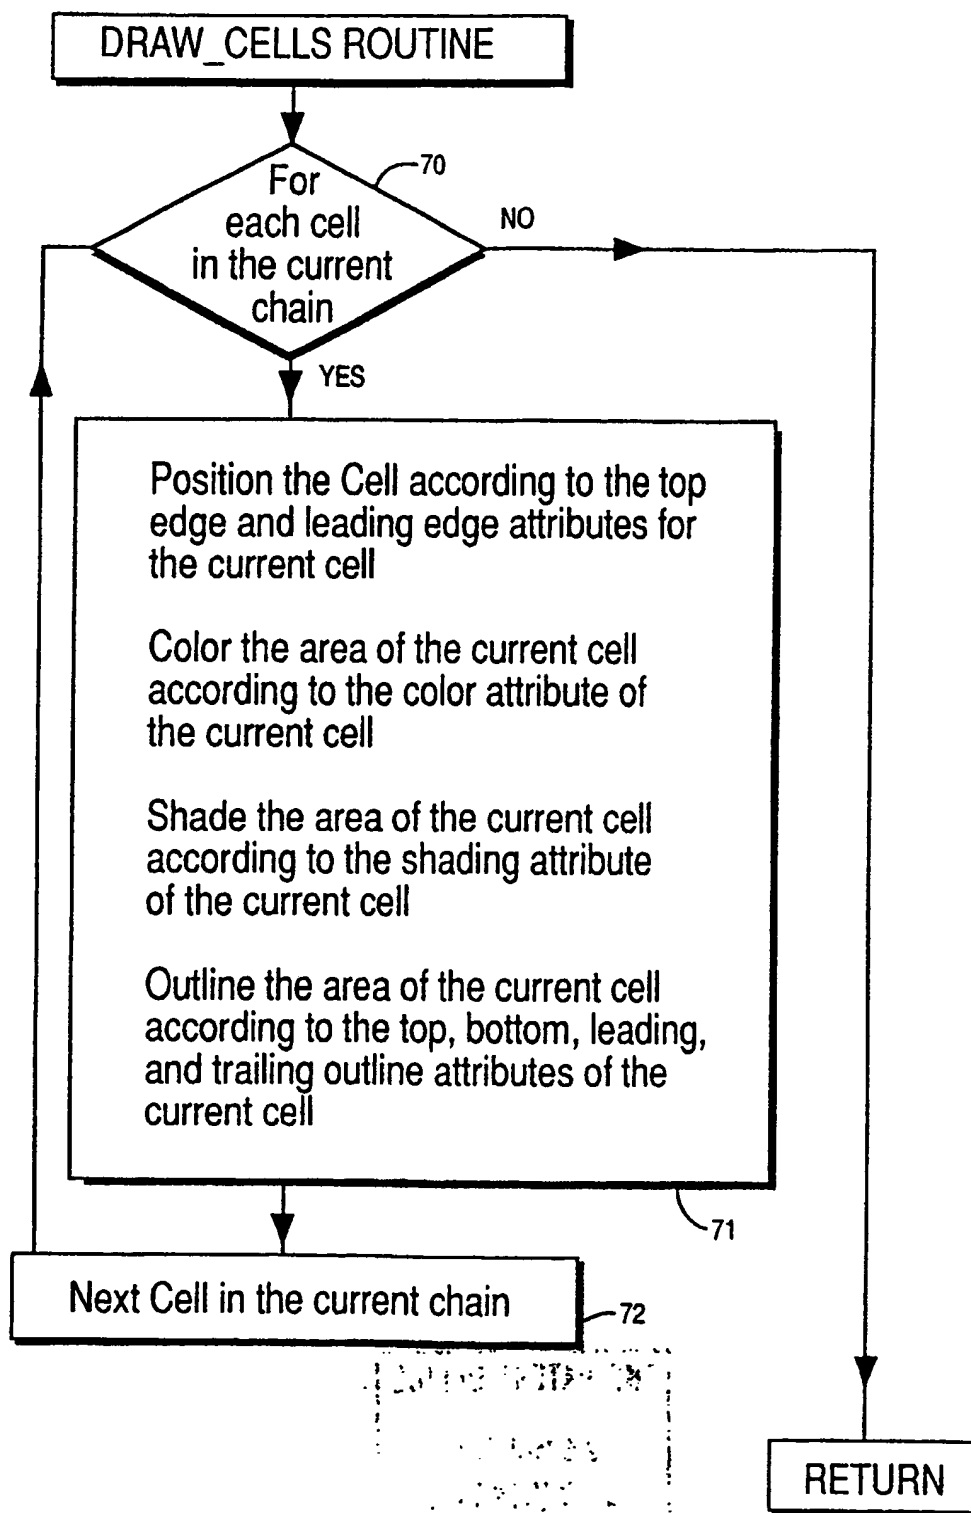 DRAW_CELLS ROUTINE
70
For
each cell
in the current
chain
NO
YES
Position the Cell according to the top
edge and leading edge attributes for
the current cell
Color the area of the current cell
according to the color attribute of
the current cell
Shade the area of the current cell
according to the shading attribute
of the current cell
Outline the area of the current cell
according to the top, bottom, leading,
and trailing outline attributes of the
current cell
71
Next Cell in the current chain
72
RETURN